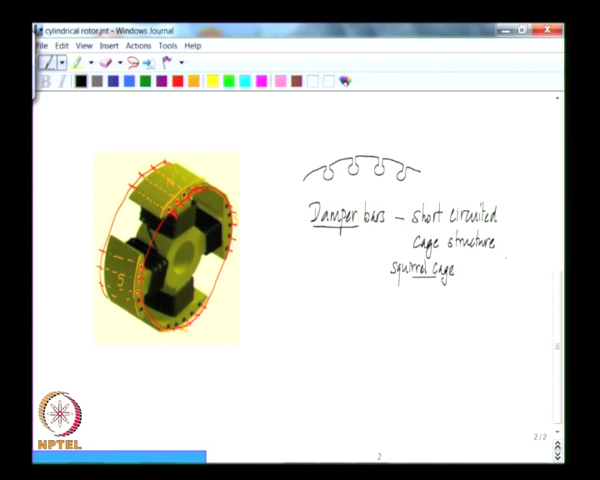 cylindrical rotor.jnt - Windows Journal
File Edit View Insert Actions Tools Help
B I
N
S
Damper bars - short circuited
cage structure
squirrel cage
NPTEL
2/2
2